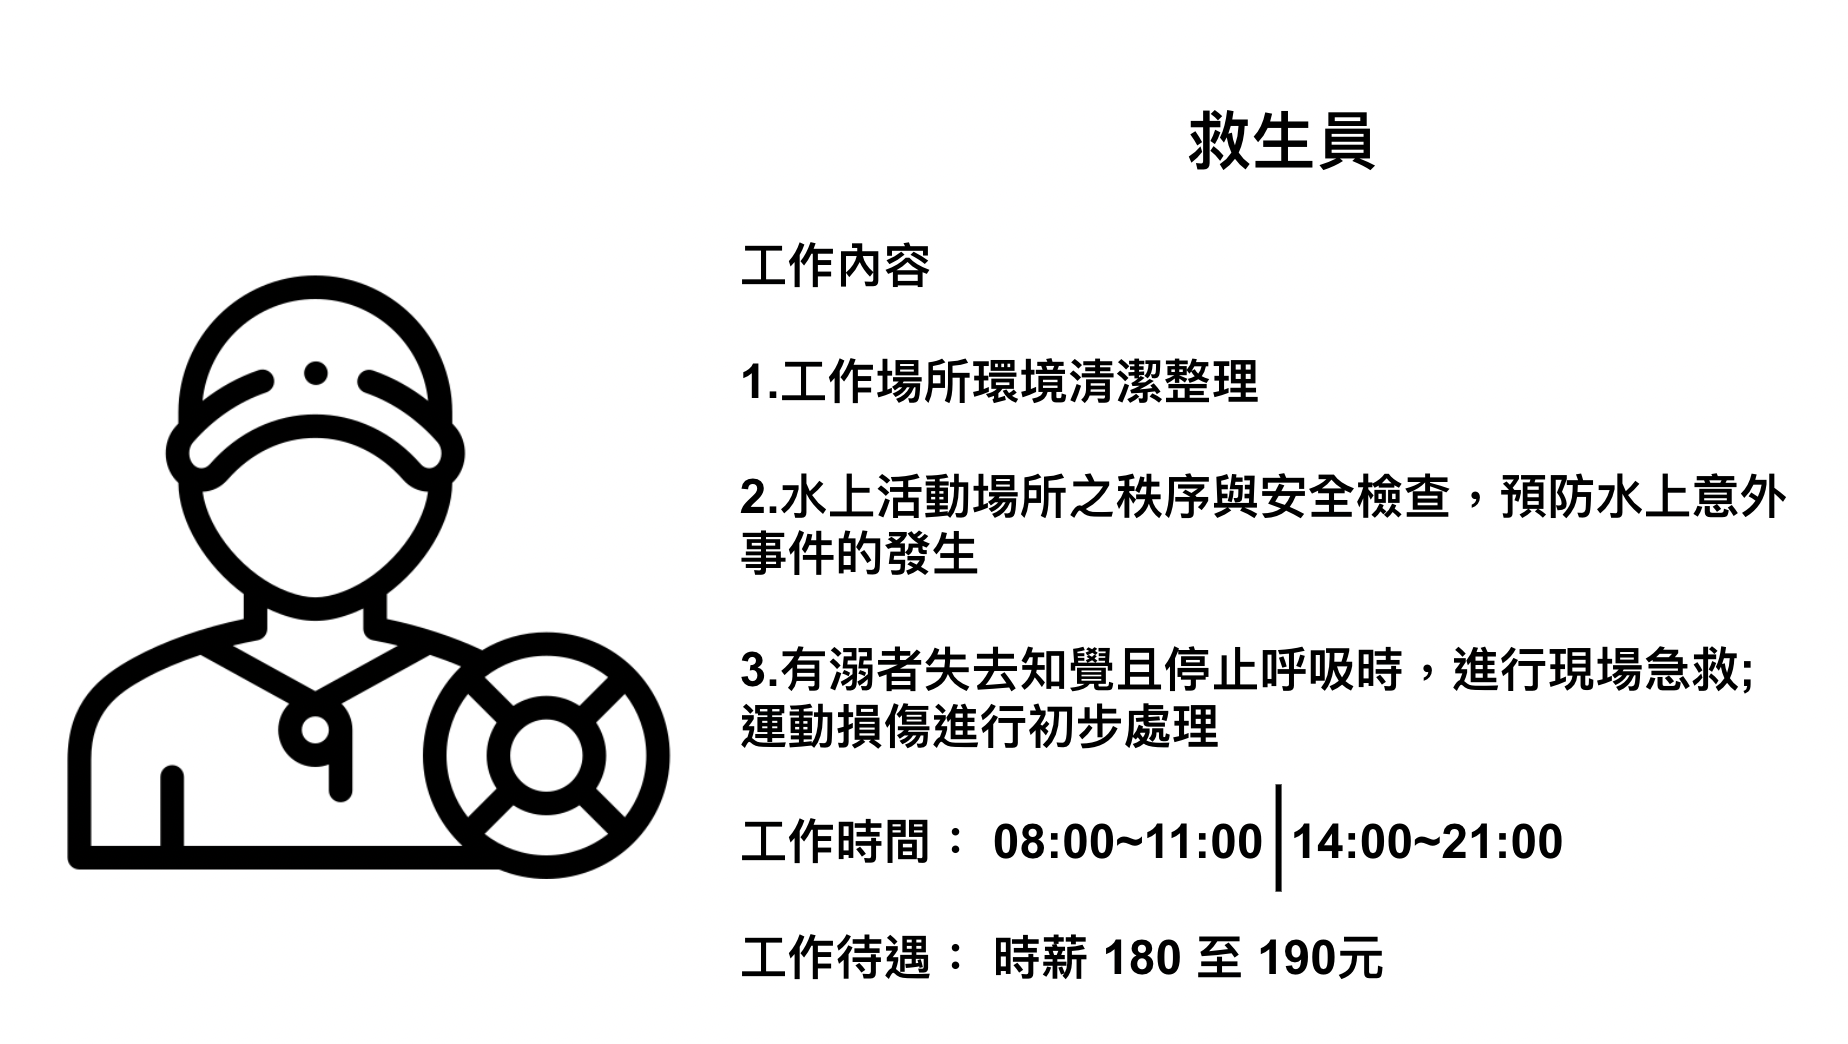 救生員
工作內容
1.工作場所環境清潔整理
2.水上活動場所之秩序與安全檢查，預防水上意外
事件的發生
3.有溺者失去知覺且停止呼吸時，進行現場急救;
運動損傷進行初步處理
工作時間： 08:00~11:00│14:00~21:00
工作待遇： 時薪 180 至 190元